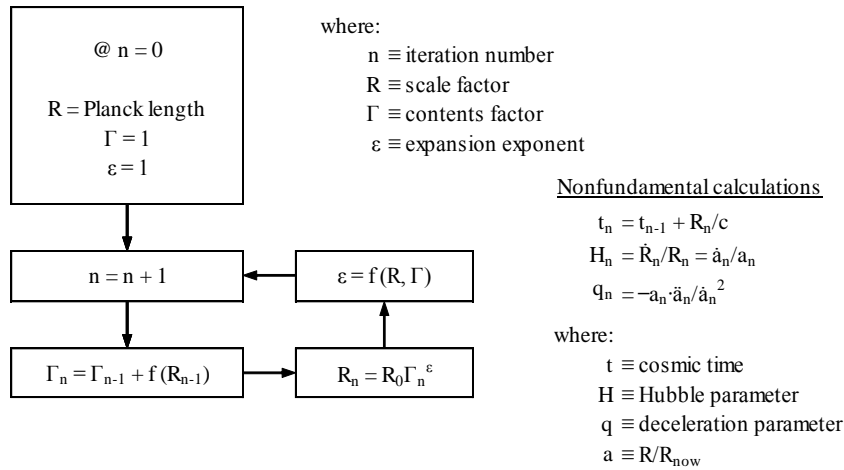 @ n = 0
R = Planck length
Γ = 1
ε = 1
where:
n ≡ iteration number
R ≡ scale factor
Γ ≡ contents factor
ε ≡ expansion exponent
n = n + 1
ε = f (R, Γ)
Γn = Γn-1 + f (Rn-1)
Rn = R0Γn^ε
Nonfundamental calculations
tn = tn-1 + Rn/c
Hn = Ṙn/Rn = ȧn/an
qn = −an·än/ȧn²
where:
t ≡ cosmic time
H ≡ Hubble parameter
q ≡ deceleration parameter
a ≡ R/Rnow